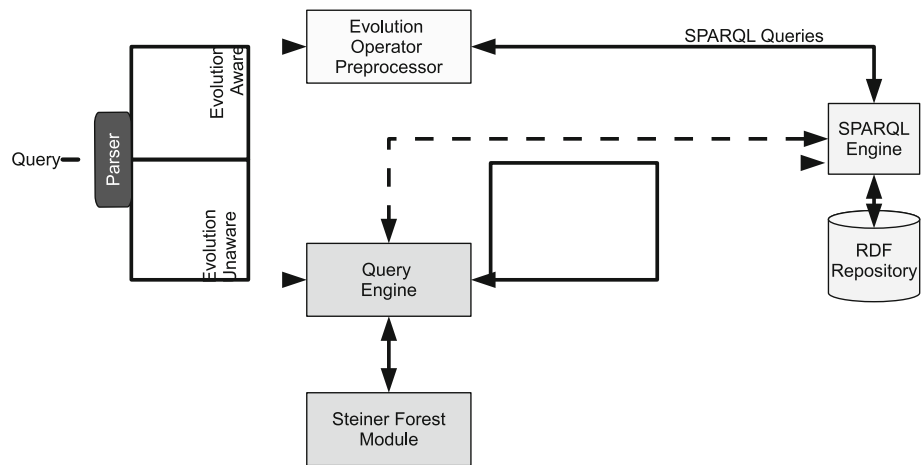 Evolution
Operator
Preprocessor
SPARQL Queries
Evolution
Aware
SPARQL
Engine
Query
Parser
Evolution
Unaware
Query
Engine
RDF
Repository
Steiner Forest
Module